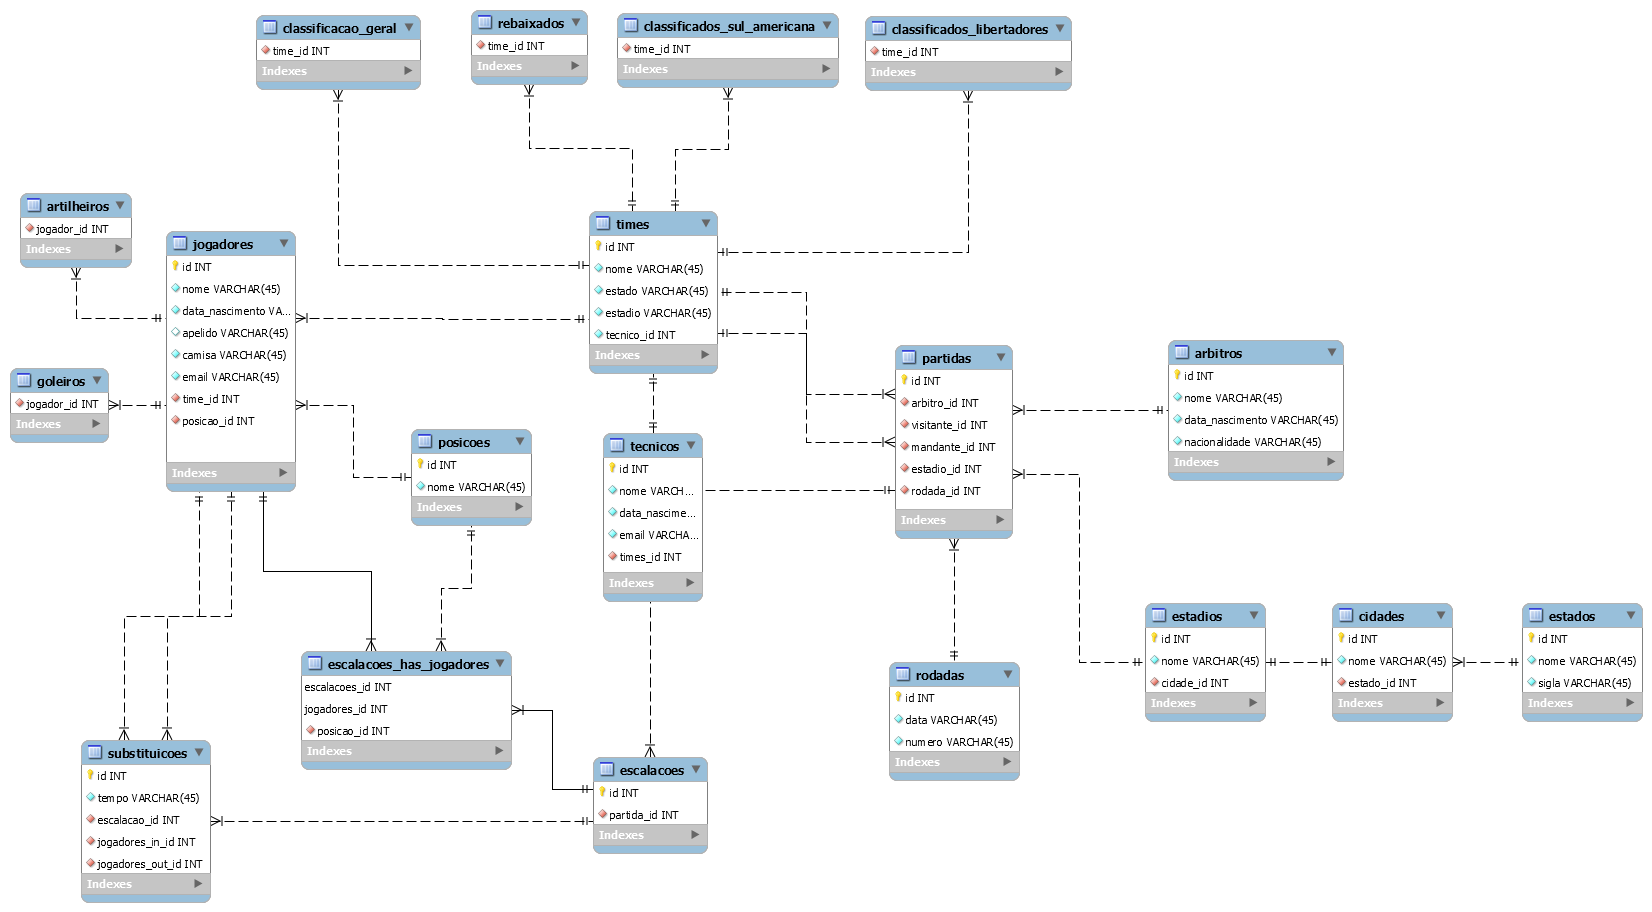 classificacao_geral
time_id INT
Indexes
rebaixados
time_id INT
Indexes
classificados_sul_americana
time_id INT
Indexes
classificados_libertadores
time_id INT
Indexes
artilheiros
jogador_id INT
Indexes
jogadores
id INT
nome VARCHAR(45)
data_nascimento VA...
apelido VARCHAR(45)
camisa VARCHAR(45)
email VARCHAR(45)
time_id INT
posicao_id INT
Indexes
times
id INT
nome VARCHAR(45)
estado VARCHAR(45)
estadio VARCHAR(45)
tecnico_id INT
Indexes
goleiros
jogador_id INT
Indexes
posicoes
id INT
nome VARCHAR(45)
Indexes
tecnicos
id INT
nome VARCH...
data_nascime...
email VARCHA...
times_id INT
Indexes
partidas
id INT
arbitro_id INT
visitante_id INT
mandante_id INT
estadio_id INT
rodada_id INT
Indexes
arbitros
id INT
nome VARCHAR(45)
data_nascimento VARCHAR(45)
nacionalidade VARCHAR(45)
Indexes
estadios
id INT
nome VARCHAR(45)
cidade_id INT
Indexes
cidades
id INT
nome VARCHAR(45)
estado_id INT
Indexes
estados
id INT
nome VARCHAR(45)
sigla VARCHAR(45)
Indexes
escalacoes_has_jogadores
escalacoes_id INT
jogadores_id INT
posicao_id INT
Indexes
rodadas
id INT
data VARCHAR(45)
numero VARCHAR(45)
Indexes
substituicoes
id INT
tempo VARCHAR(45)
escalacao_id INT
jogadores_in_id INT
jogadores_out_id INT
Indexes
escalacoes
id INT
partida_id INT
Indexes